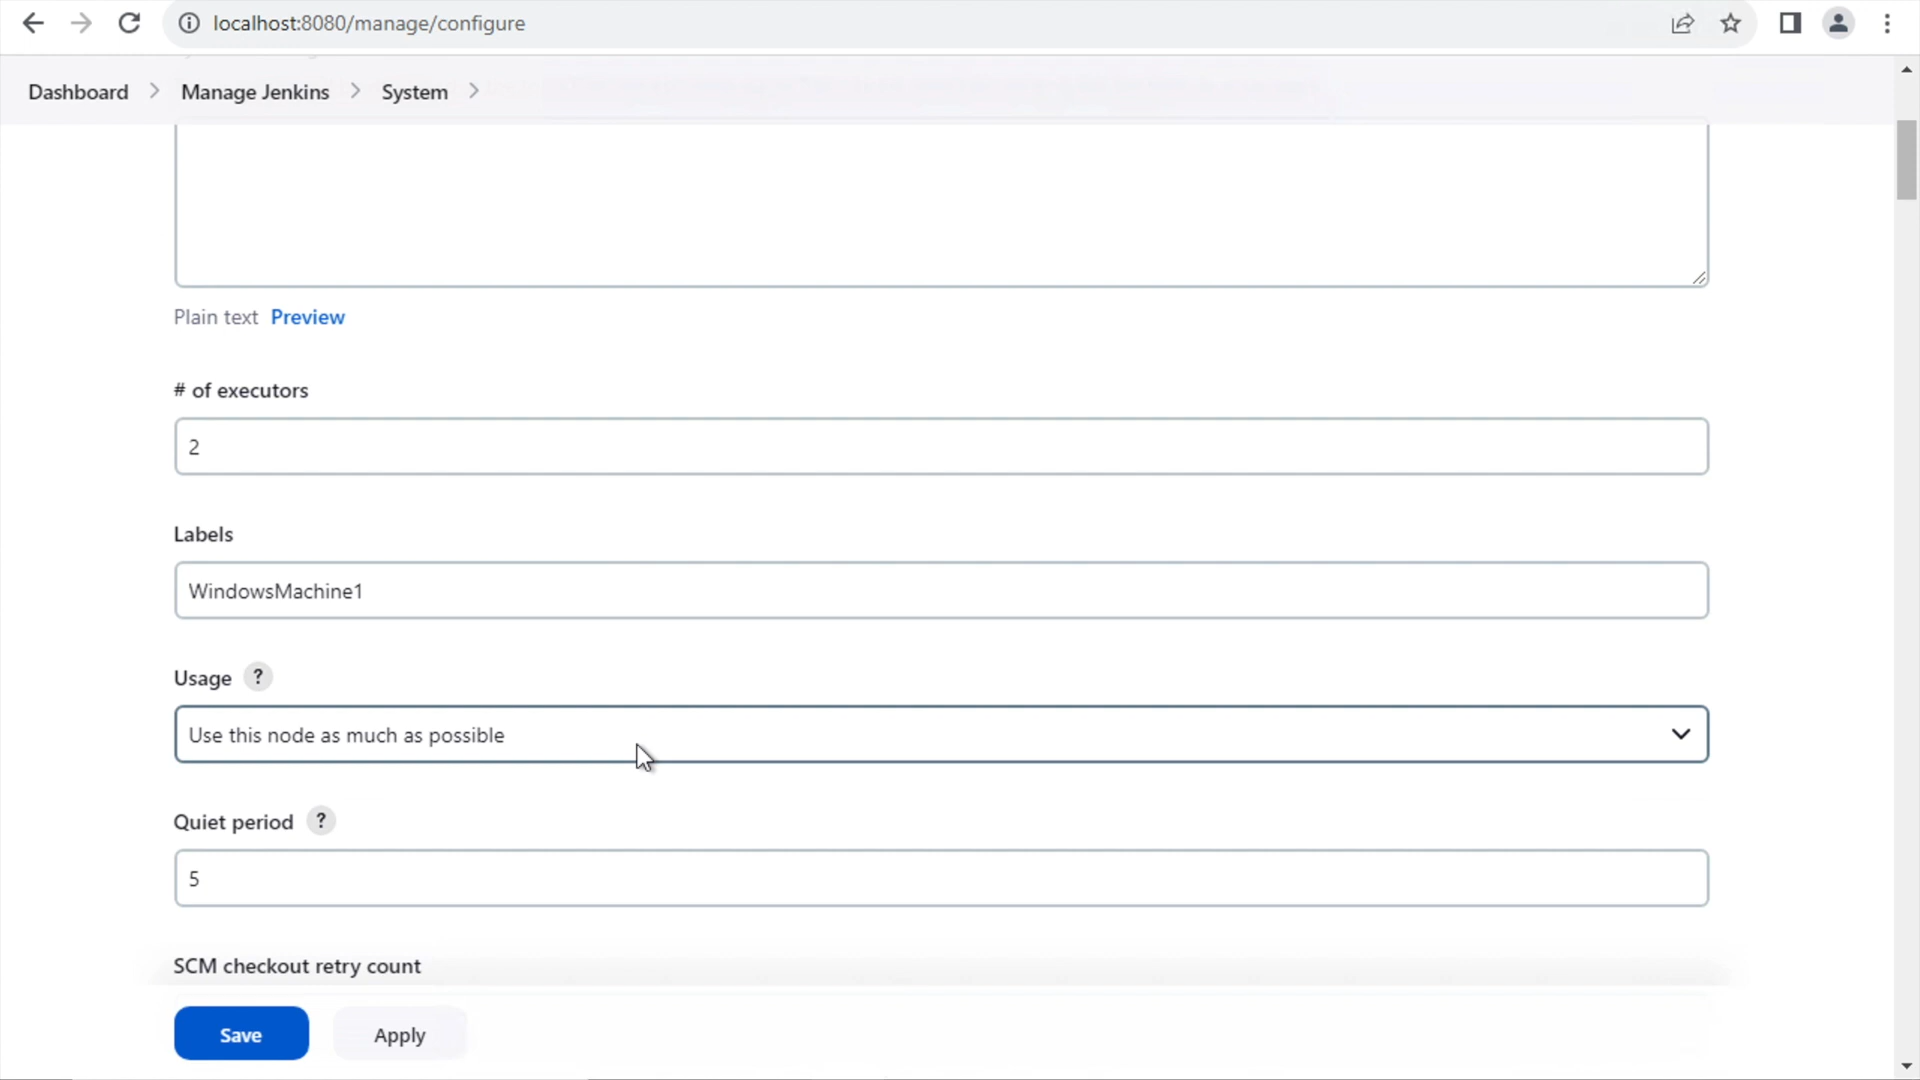 localhost:8080/manage/configure
Dashboard > Manage Jenkins > System >
Plain text Preview
# of executors
2
Labels
WindowsMachine1
Usage ?
Use this node as much as possible
Quiet period ?
5
SCM checkout retry count
Save Apply